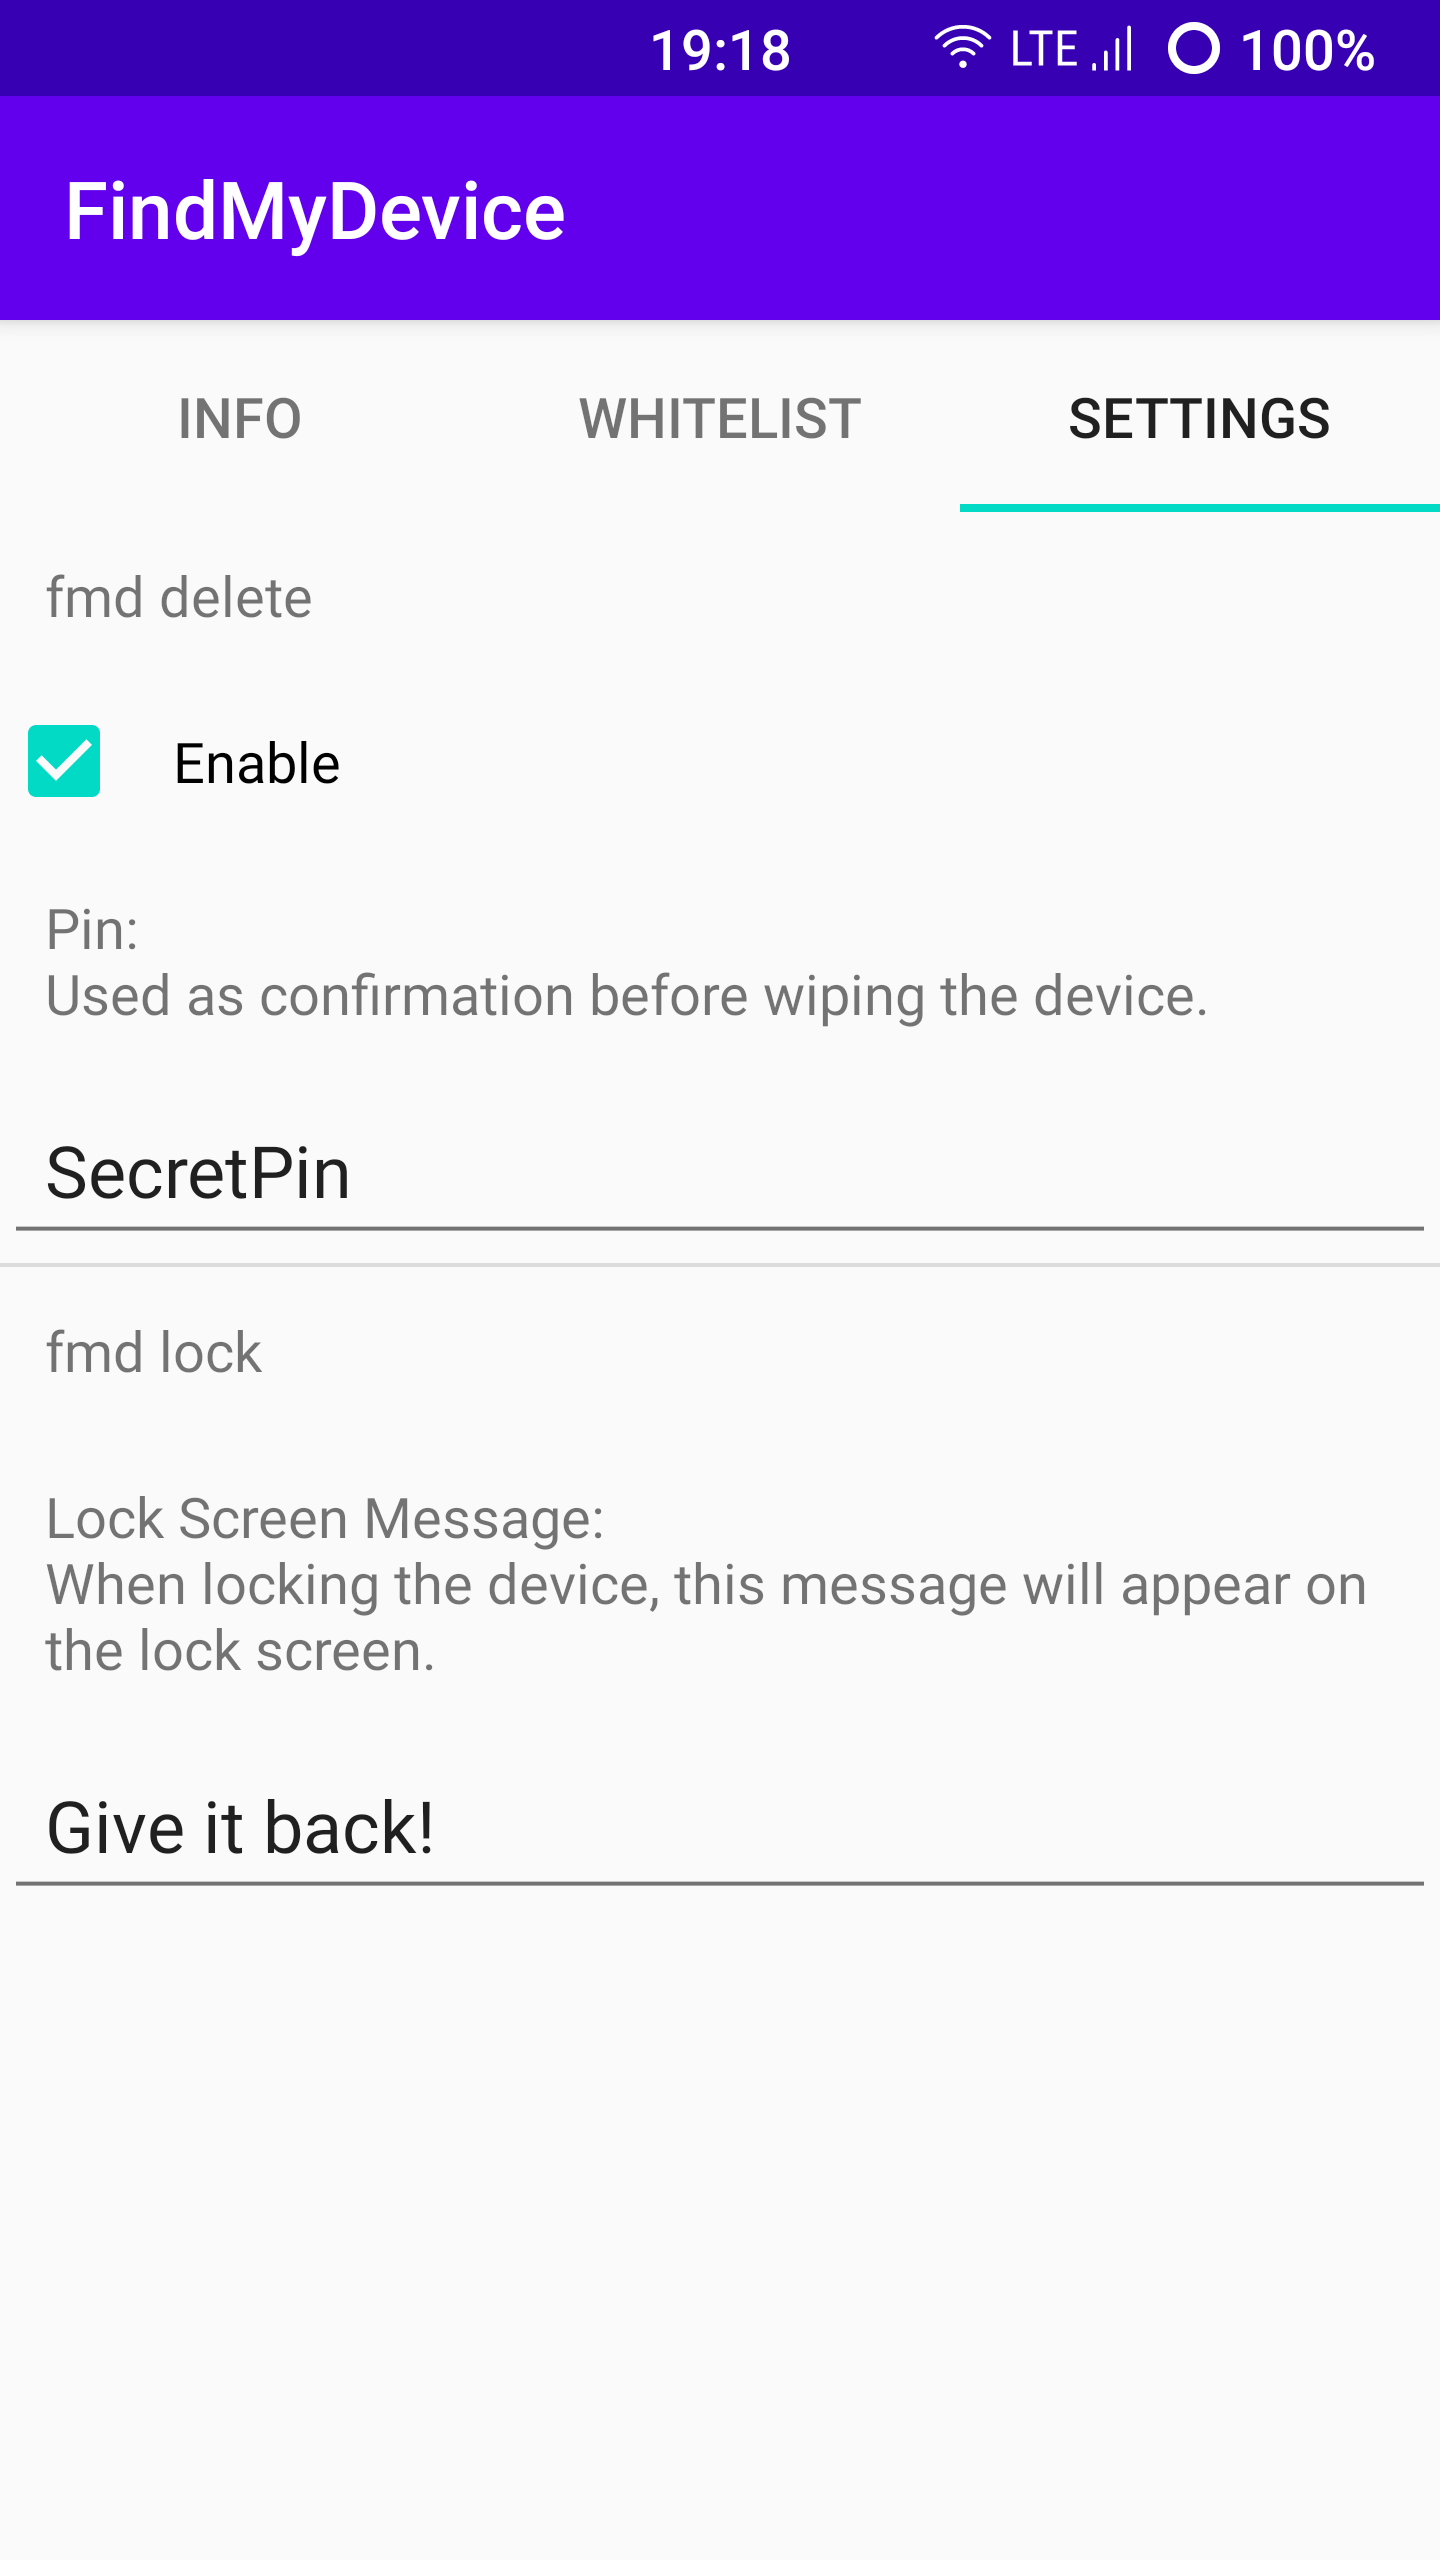 19:18 LTE 100%
FindMyDevice
INFO WHITELIST SETTINGS
fmd delete
Enable
Pin:
Used as confirmation before wiping the device.
SecretPin
fmd lock
Lock Screen Message:
When locking the device, this message will appear on
the lock screen.
Give it back!